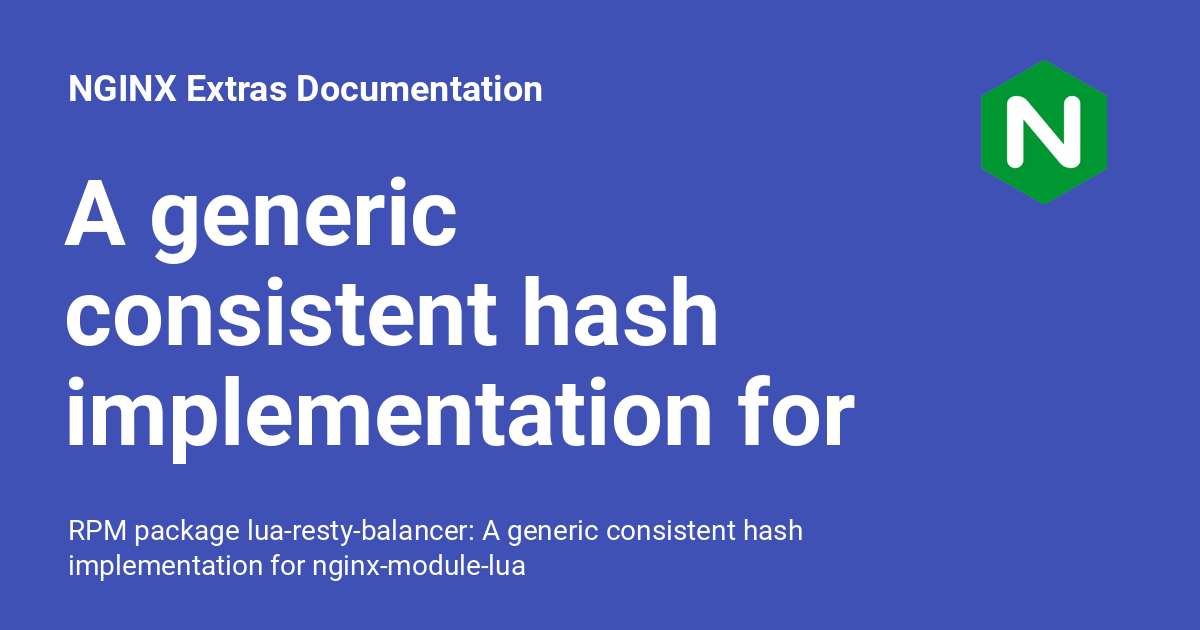 NGINX Extras Documentation
N
A generic
consistent hash
implementation for
RPM package lua-resty-balancer: A generic consistent hash
implementation for nginx-module-lua